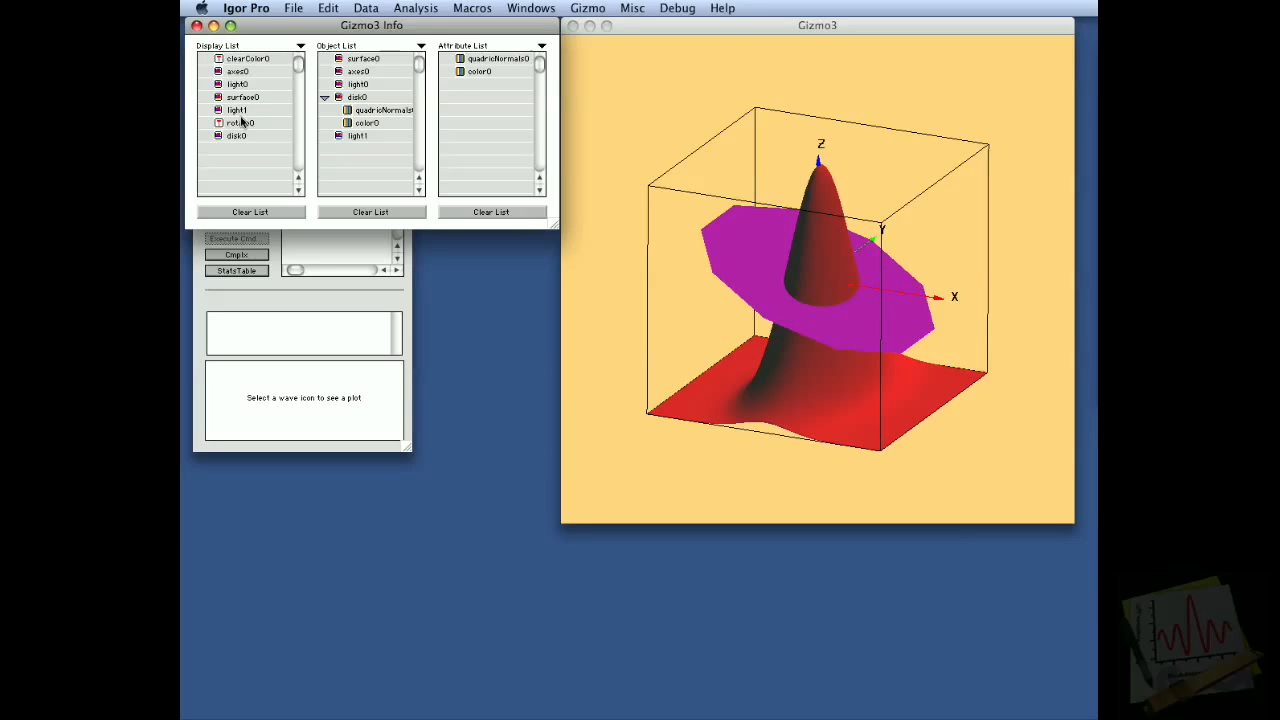 Igor Pro File Edit Data Analysis Macros Windows Gizmo Misc Debug Help
Gizmo3 Info
Gizmo3
Display List
Object List
Attribute List
clearColor0
axes0
light0
surface0
light1
disk0
surface0
axes0
light0
disk0
quadricNormals
color0
light1
quadricNormals0
color0
Clear List
Clear List
Clear List
Execute Cmd
Cmplx
StatsTable
Select a wave icon to see a plot
Z
Y
X